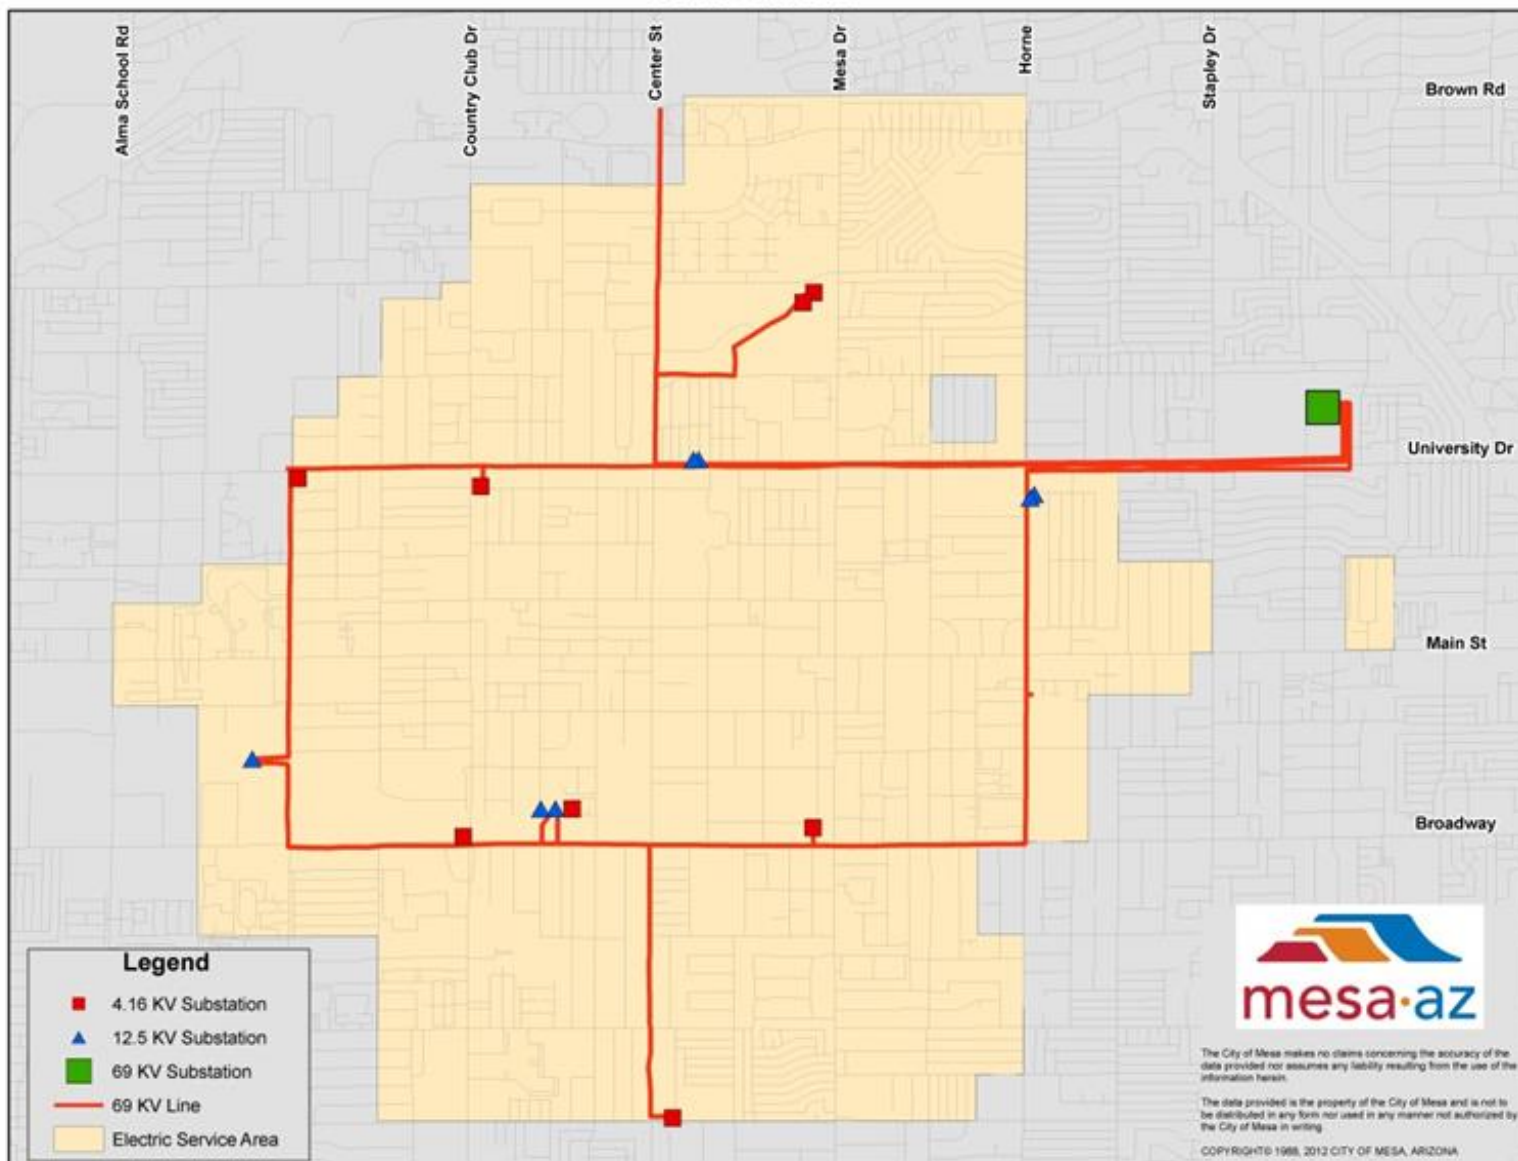 Alma School Rd
Country Club Dr
Center St
Mesa Dr
Horne
Stapley Dr
Brown Rd
University Dr
Main St
Broadway
Legend
4.16 KV Substation
12.5 KV Substation
69 KV Substation
69 KV Line
Electric Service Area
mesa·az
The City of Mesa makes no claims concerning the accuracy of the
data provided nor assumes any liability resulting from the use of the
information herein.
The data provided is the property of the City of Mesa and is not to
be distributed in any form nor used in any manner not authorized by
the City of Mesa in writing
COPYRIGHT© 1988, 2012 CITY OF MESA, ARIZONA